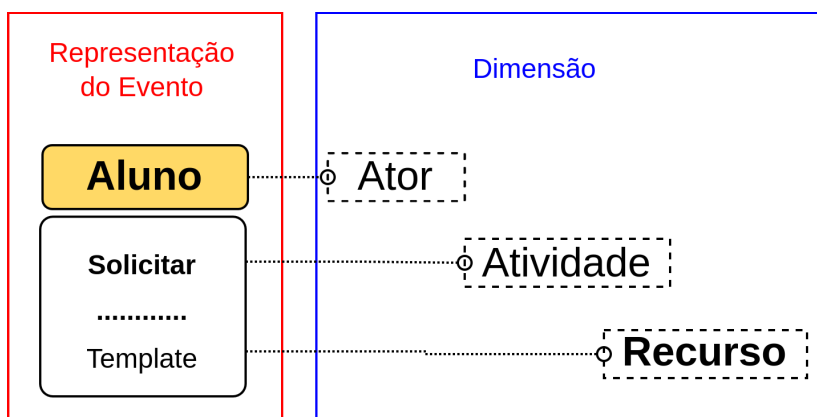 Representação
do Evento
Dimensão
Aluno
Ator
Solicitar
Atividade
............
Template
Recurso